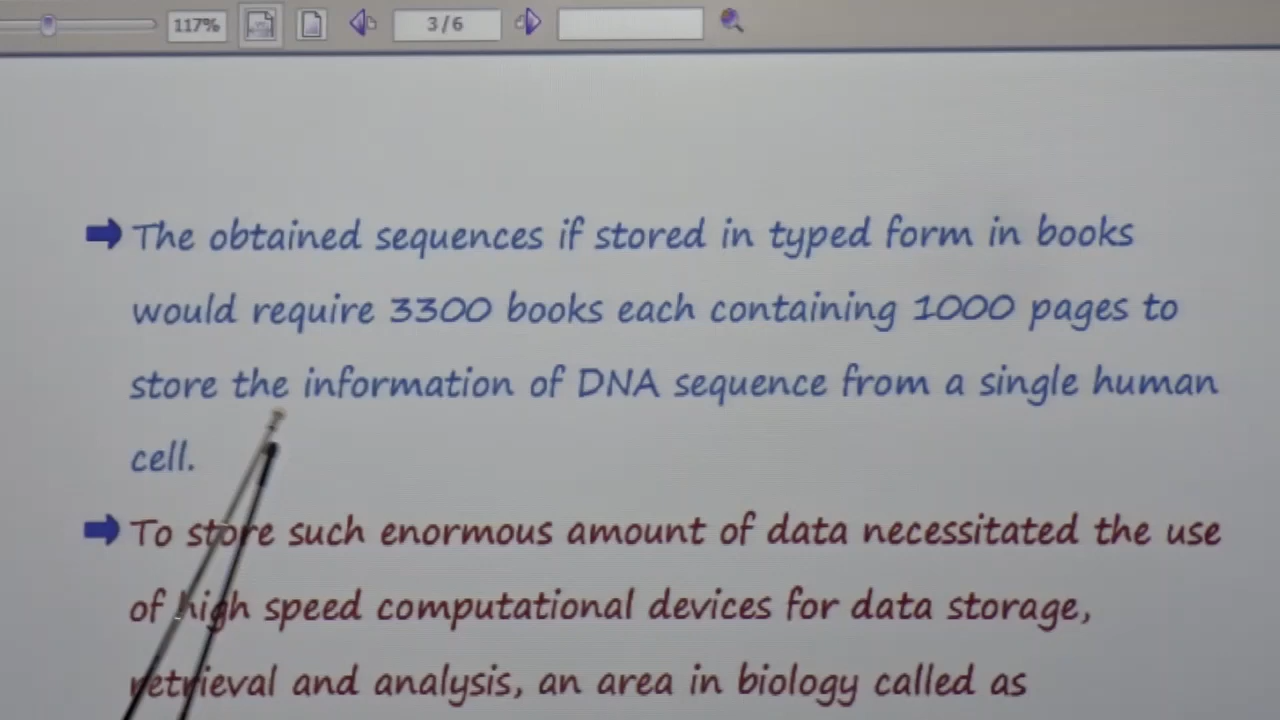 117%
3/6
The obtained sequences if stored in typed form in books
would require 3300 books each containing 1000 pages to
store the information of DNA sequence from a single human
cell.
To store such enormous amount of data necessitated the use
of high speed computational devices for data storage,
retrieval and analysis, an area in biology called as